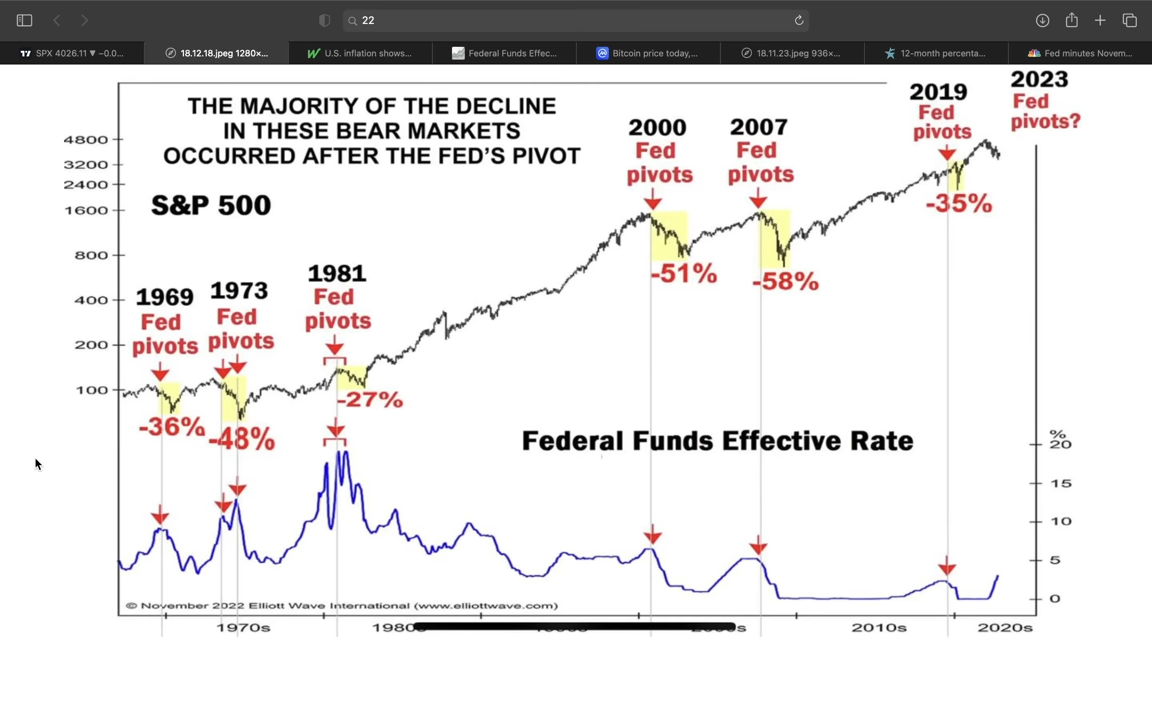 22
SPX 4026.11 ▼ −0.0...
18.12.18.jpeg 1280×...
U.S. inflation shows...
Federal Funds Effec...
Bitcoin price today,...
18.11.23.jpeg 936×...
12-month percenta...
Fed minutes Novem...
THE MAJORITY OF THE DECLINE
IN THESE BEAR MARKETS
OCCURRED AFTER THE FED'S PIVOT
S&P 500
4800
3200
2400
1600
800
400
200
100
1969
Fed
pivots
-36%
1973
Fed
pivots
-48%
1981
Fed
pivots
-27%
2000
Fed
pivots
-51%
2007
Fed
pivots
-58%
2019
Fed
pivots
-35%
2023
Fed
pivots?
Federal Funds Effective Rate
%
20
15
10
5
0
© November 2022 Elliott Wave International (www.elliottwave.com)
1970s
2010s
2020s